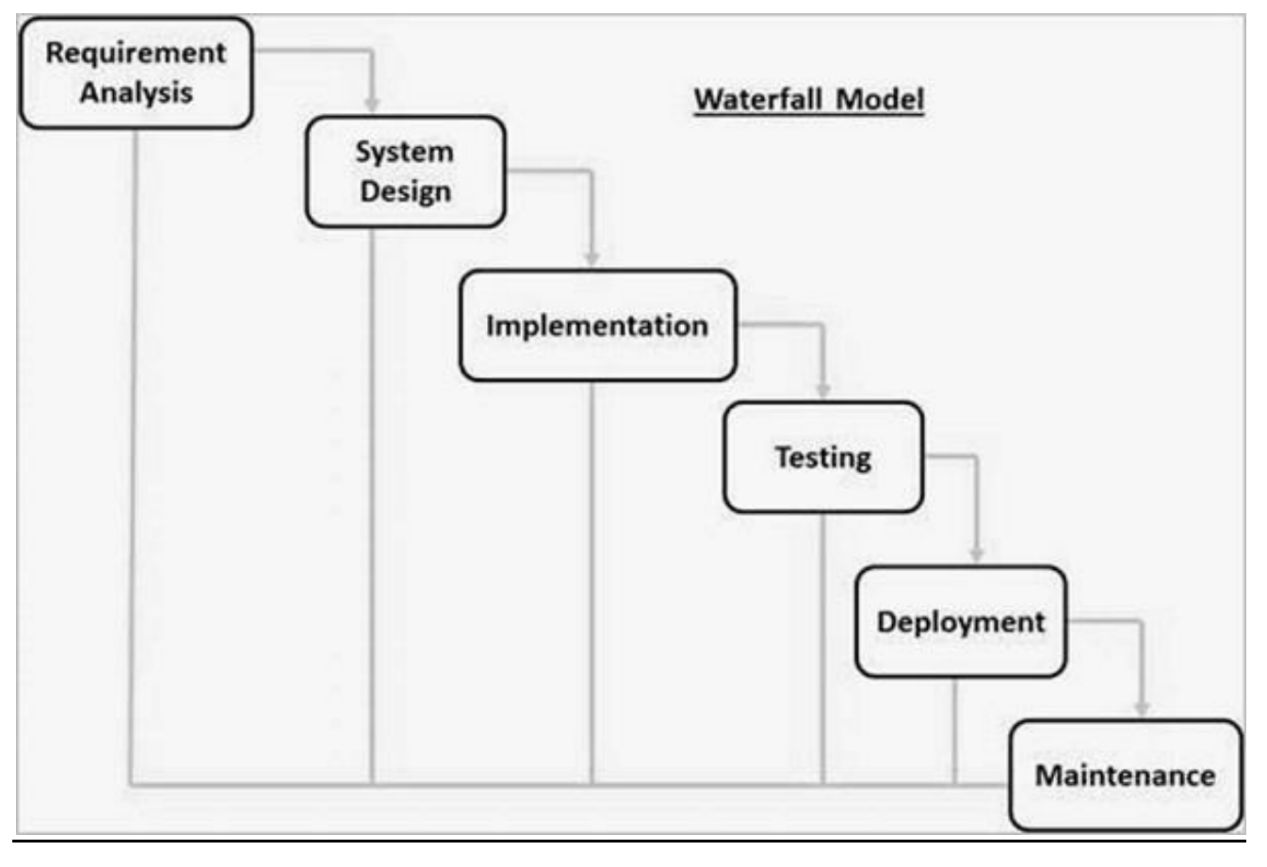 Requirement
Analysis
Waterfall Model
System
Design
Implementation
Testing
Deployment
Maintenance